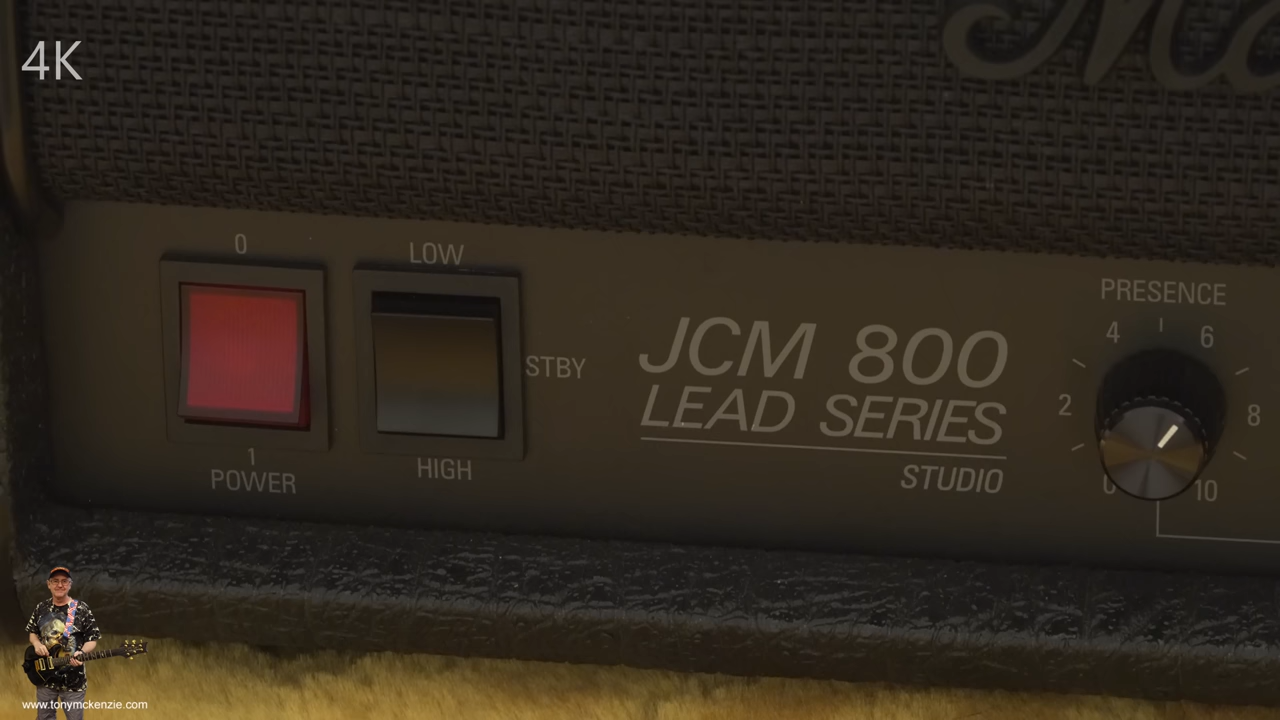 4K
Ma
0
LOW
STBY
1
POWER
HIGH
JCM 800
LEAD SERIES
STUDIO
PRESENCE
4
6
2
8
0
10
www.tonymckenzie.com